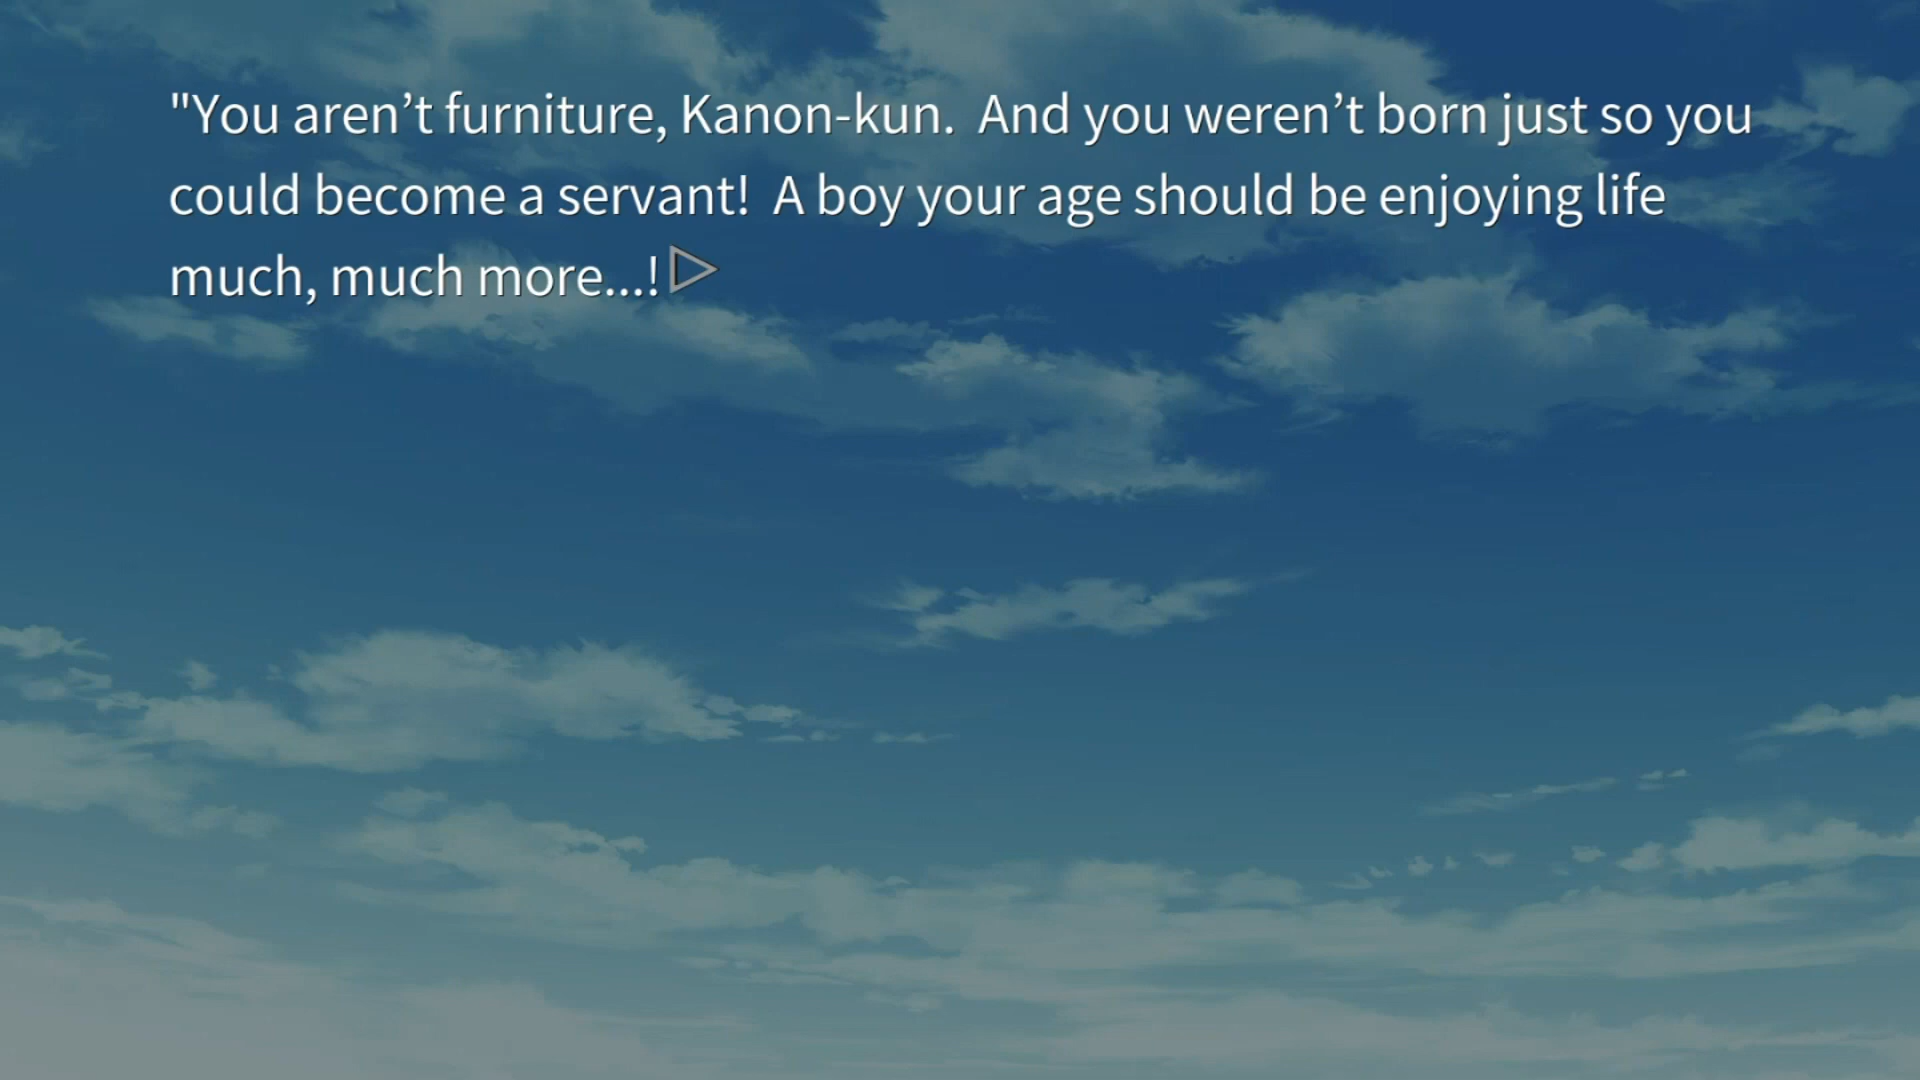 "You aren’t furniture, Kanon-kun.  And you weren’t born just so you
could become a servant!  A boy your age should be enjoying life
much, much more...!